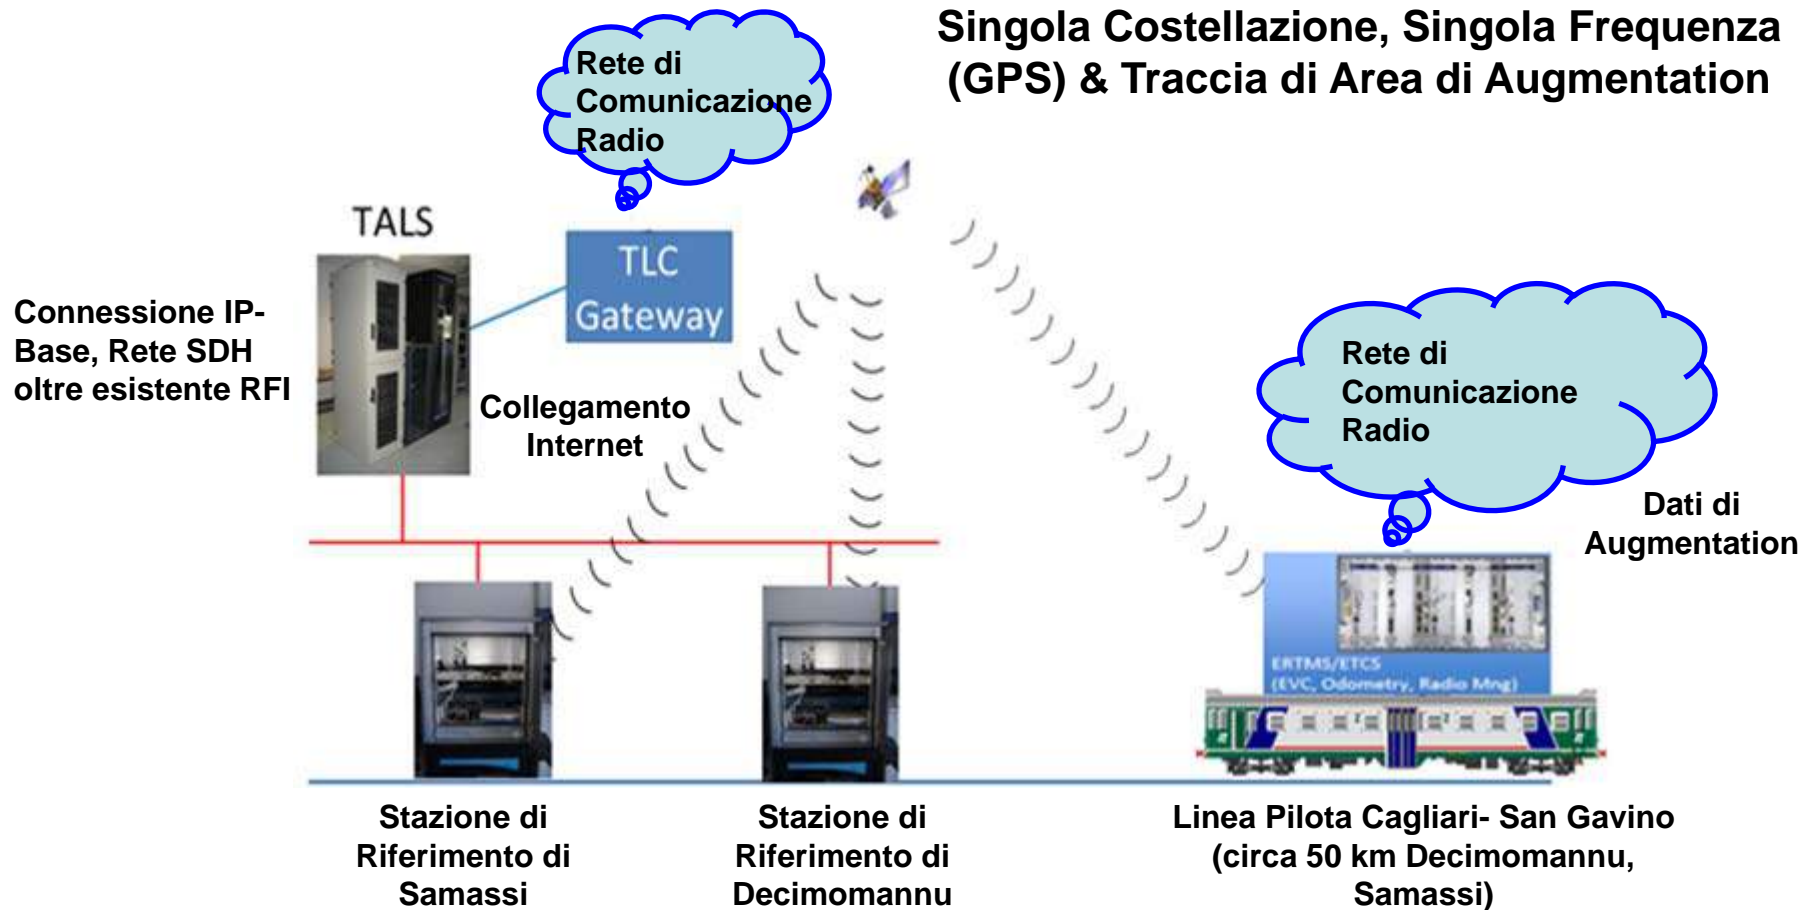 Singola Costellazione, Singola Frequenza
(GPS) & Traccia di Area di Augmentation
Rete di
Comunicazione
Radio
TALS
TLC
Gateway
Connessione IP-
Base, Rete SDH
oltre esistente RFI
Collegamento
Internet
Rete di
Comunicazione
Radio
Dati di
Augmentation
ERTMS/ETCS
(EVC, Odometry, Radio Mng)
Stazione di
Riferimento di
Samassi
Stazione di
Riferimento di
Decimomannu
Linea Pilota Cagliari- San Gavino
(circa 50 km Decimomannu,
Samassi)